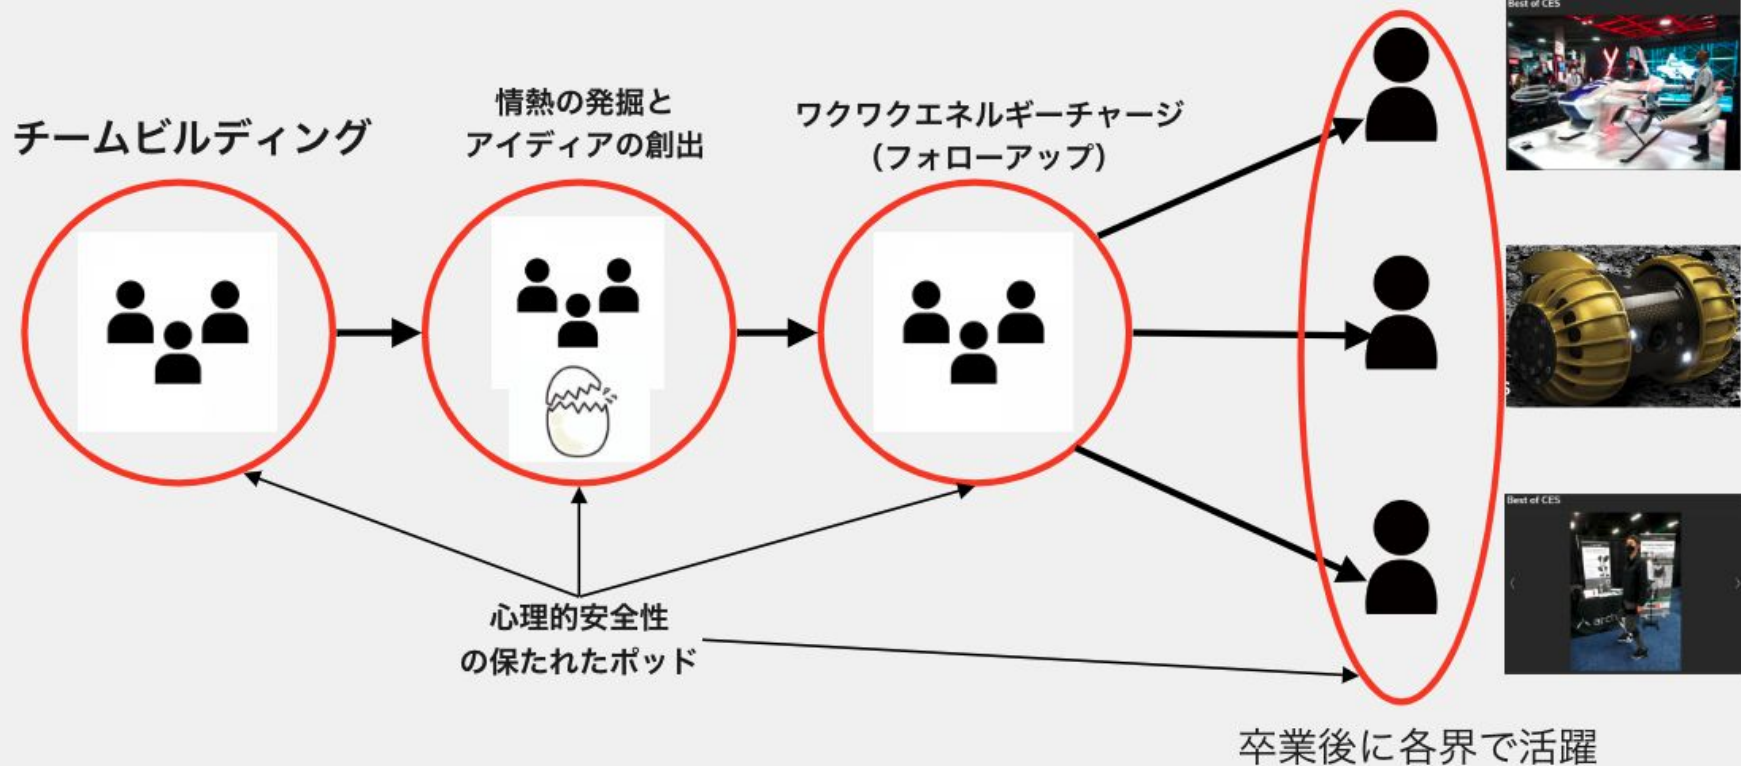 Best of CES
チームビルディング
情熱の発掘と
アイディアの創出
ワクワクエネルギーチャージ
（フォローアップ）
心理的安全性
の保たれたポッド
Best of CES
arch
卒業後に各界で活躍